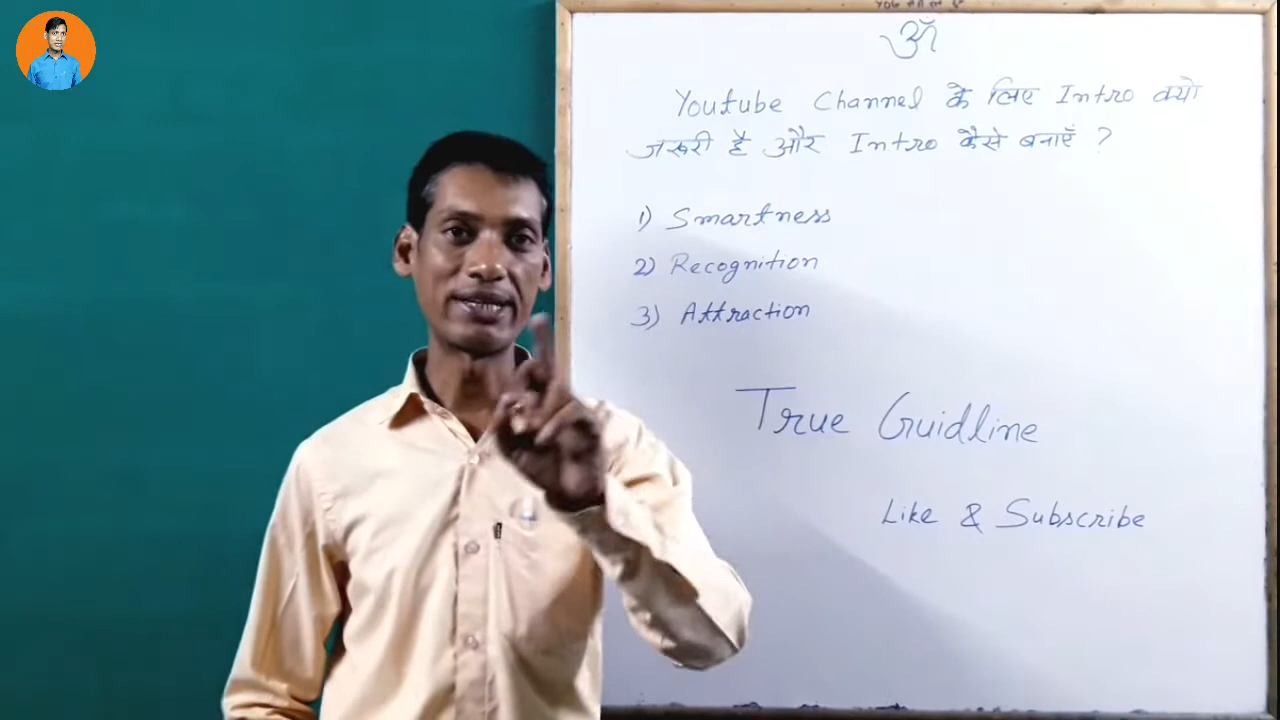 ॐ
Youtube Channel के लिए Intro क्यो
जरूरी है और Intro कैसे बनाएँ ?
1) Smartness
2) Recognition
3) Attraction
True Guidline
Like & Subscribe